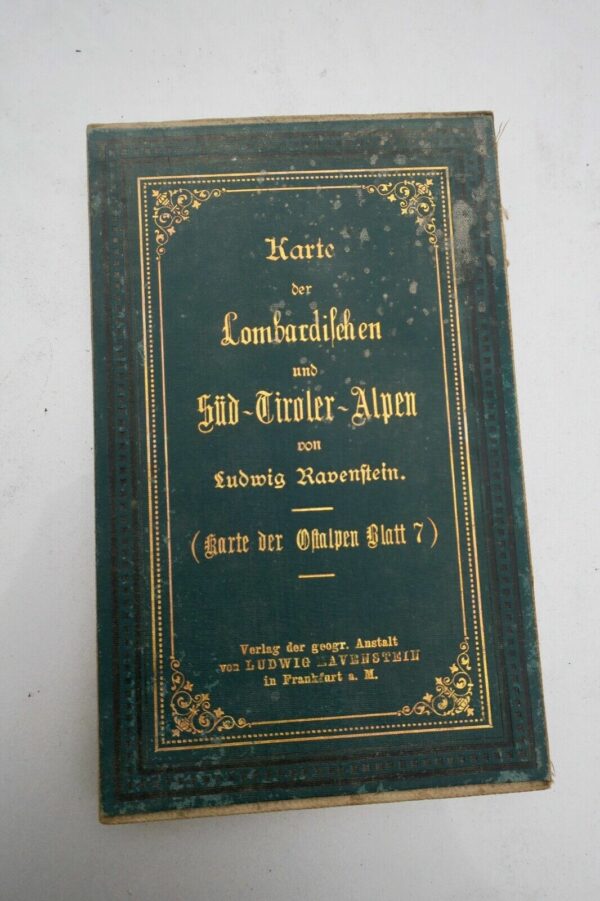 Karte
der
Lombardischen
und
Süd-Tiroler-Alpen
von
Ludwig Ravenstein.
(Karte der Ostalpen Blatt 7)
Verlag der geogr. Anstalt
von LUDWIG RAVENSTEIN
in Frankfurt a. M.